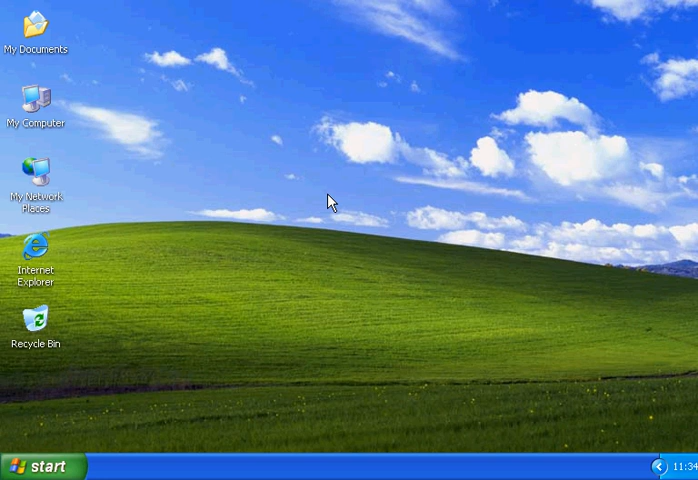 My Documents
My Computer
My Network
Places
Internet
Explorer
Recycle Bin
start
11:34